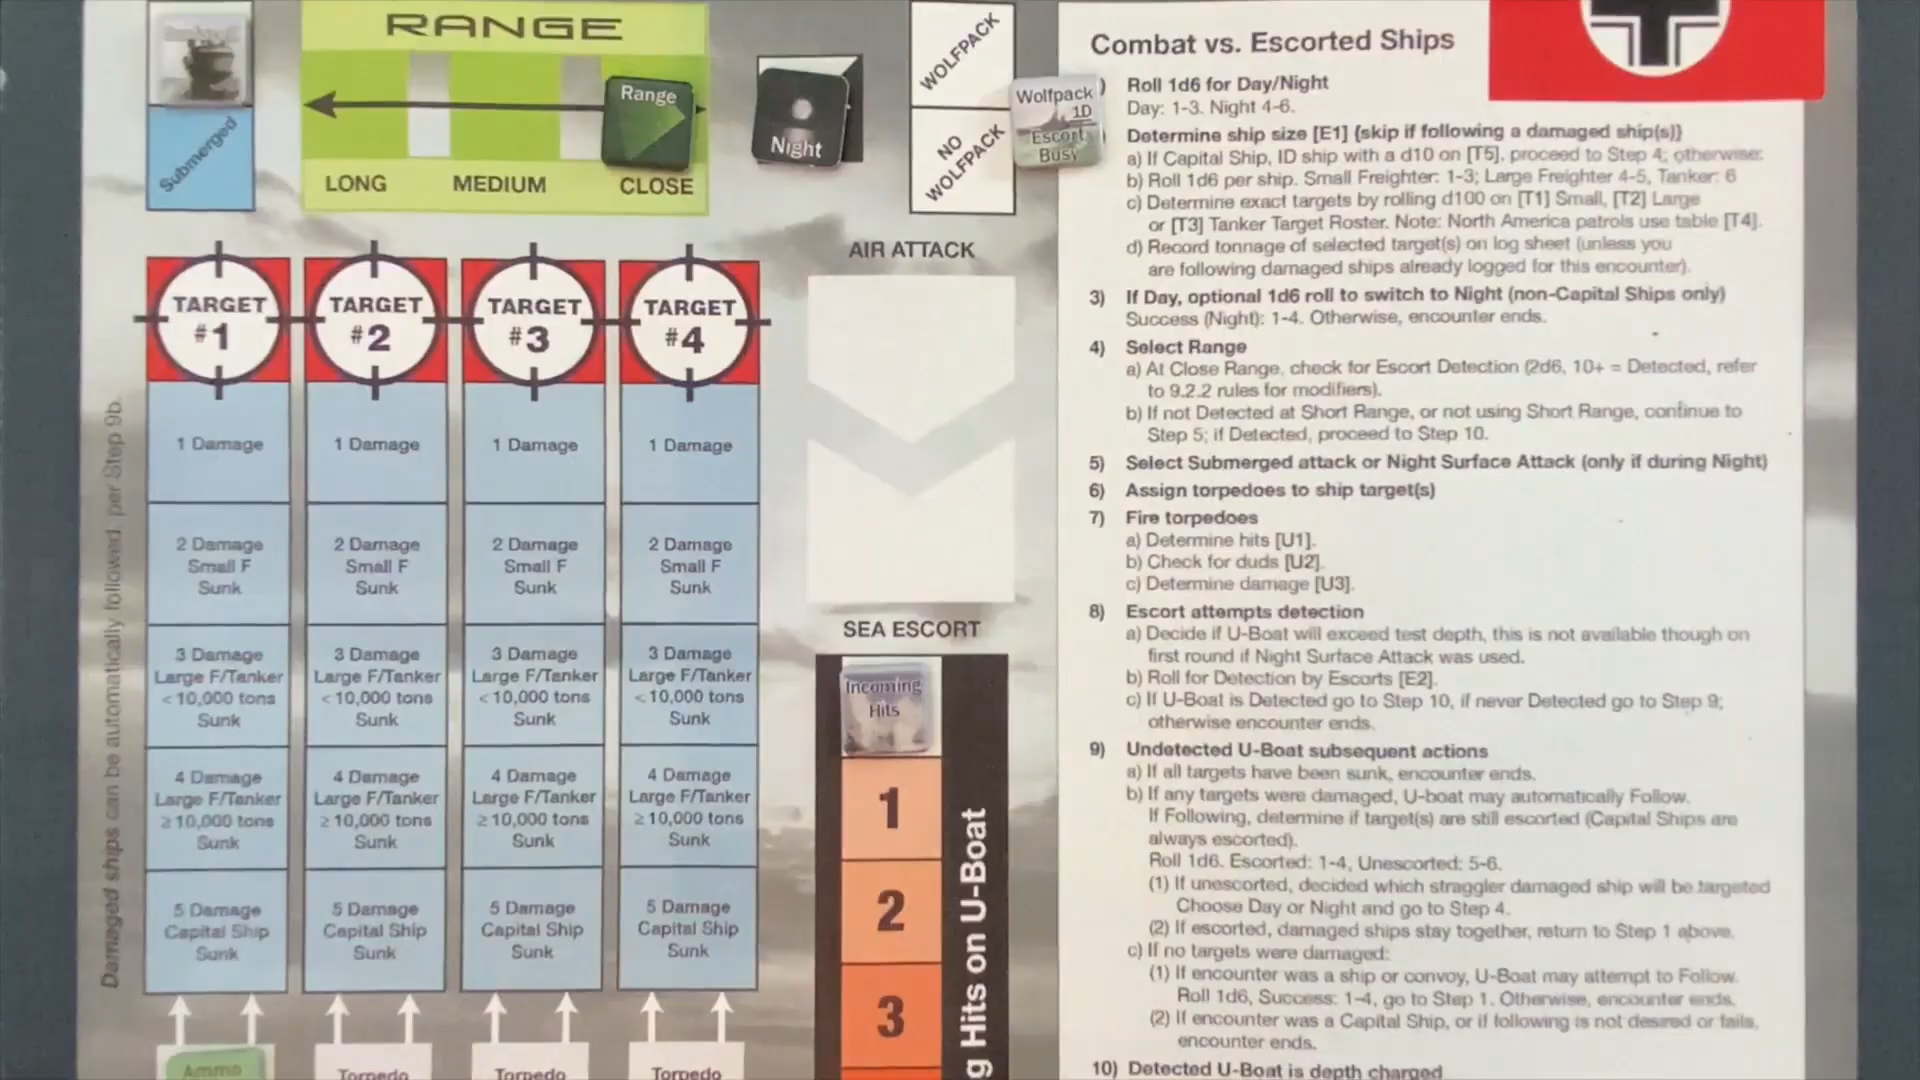 RANGE
Range
LONG
MEDIUM
CLOSE
Submerged
Night
WOLFPACK
NO
WOLFPACK
Wolfpack
1D
Escort
Busy
TARGET
#1
TARGET
#2
TARGET
#3
TARGET
#4
1 Damage
1 Damage
1 Damage
1 Damage
2 Damage
Small F
Sunk
2 Damage
Small F
Sunk
2 Damage
Small F
Sunk
2 Damage
Small F
Sunk
3 Damage
Large F/Tanker
< 10,000 tons
Sunk
3 Damage
Large F/Tanker
< 10,000 tons
Sunk
3 Damage
Large F/Tanker
< 10,000 tons
Sunk
3 Damage
Large F/Tanker
< 10,000 tons
Sunk
4 Damage
Large F/Tanker
≥ 10,000 tons
Sunk
4 Damage
Large F/Tanker
≥ 10,000 tons
Sunk
4 Damage
Large F/Tanker
≥ 10,000 tons
Sunk
4 Damage
Large F/Tanker
≥ 10,000 tons
Sunk
5 Damage
Capital Ship
Sunk
5 Damage
Capital Ship
Sunk
5 Damage
Capital Ship
Sunk
5 Damage
Capital Ship
Sunk
Ammo
Torpedo
Torpedo
Torpedo
Damaged ships can be automatically followed, per Step 9b.
AIR ATTACK
SEA ESCORT
Incoming
Hits
1
2
3
g Hits on U-Boat
Combat vs. Escorted Ships
) Roll 1d6 for Day/Night
Day: 1-3. Night 4-6.
) Determine ship size [E1] {skip if following a damaged ship(s)}
a) If Capital Ship, ID ship with a d10 on [T5], proceed to Step 4; otherwise:
b) Roll 1d6 per ship. Small Freighter: 1-3; Large Freighter 4-5, Tanker: 6
c) Determine exact targets by rolling d100 on [T1] Small, [T2] Large
or [T3] Tanker Target Roster. Note: North America patrols use table [T4].
d) Record tonnage of selected target(s) on log sheet (unless you
are following damaged ships already logged for this encounter).
3) If Day, optional 1d6 roll to switch to Night (non-Capital Ships only)
Success (Night): 1-4. Otherwise, encounter ends.
4) Select Range
a) At Close Range, check for Escort Detection (2d6, 10+ = Detected, refer
to 9.2.2 rules for modifiers).
b) If not Detected at Short Range, or not using Short Range, continue to
Step 5; if Detected, proceed to Step 10.
5) Select Submerged attack or Night Surface Attack (only if during Night)
6) Assign torpedoes to ship target(s)
7) Fire torpedoes
a) Determine hits [U1].
b) Check for duds [U2].
c) Determine damage [U3].
8) Escort attempts detection
a) Decide if U-Boat will exceed test depth, this is not available though on
first round if Night Surface Attack was used.
b) Roll for Detection by Escorts [E2].
c) If U-Boat is Detected go to Step 10, if never Detected go to Step 9;
otherwise encounter ends.
9) Undetected U-Boat subsequent actions
a) If all targets have been sunk, encounter ends.
b) If any targets were damaged, U-boat may automatically Follow.
If Following, determine if target(s) are still escorted (Capital Ships are
always escorted).
Roll 1d6. Escorted: 1-4, Unescorted: 5-6.
(1) If unescorted, decided which straggler damaged ship will be targeted
Choose Day or Night and go to Step 4.
(2) If escorted, damaged ships stay together, return to Step 1 above.
c) If no targets were damaged:
(1) If encounter was a ship or convoy, U-Boat may attempt to Follow.
Roll 1d6, Success: 1-4, go to Step 1. Otherwise, encounter ends.
(2) If encounter was a Capital Ship, or if following is not desired or fails,
encounter ends.
10) Detected U-Boat is depth charged